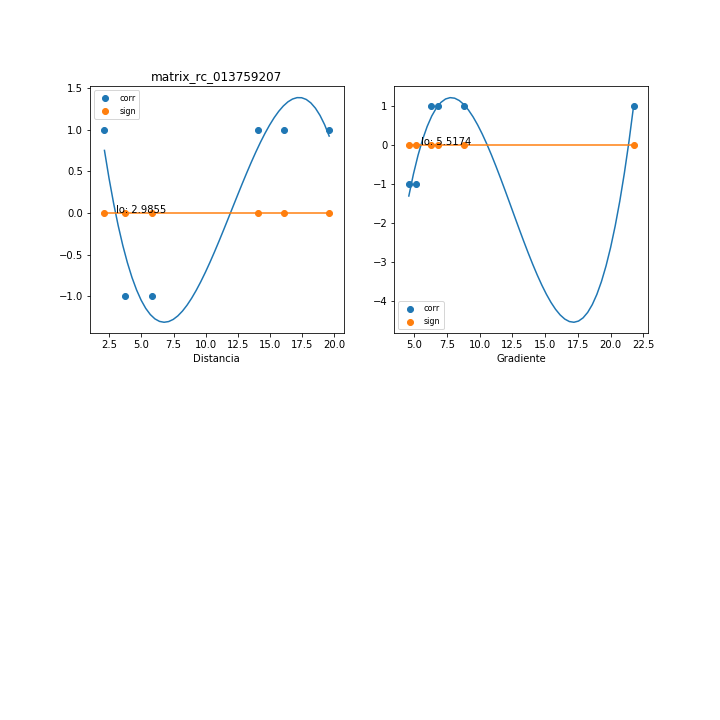 matrix_rc_013759207
1.5
1.0
0.5
0.0
−0.5
−1.0
corr
sign
Io: 2.9855
2.5 5.0 7.5 10.0 12.5 15.0 17.5 20.0
Distancia
1
0
−1
−2
−3
−4
Io: 5.5174
corr
sign
5.0 7.5 10.0 12.5 15.0 17.5 20.0 22.5
Gradiente